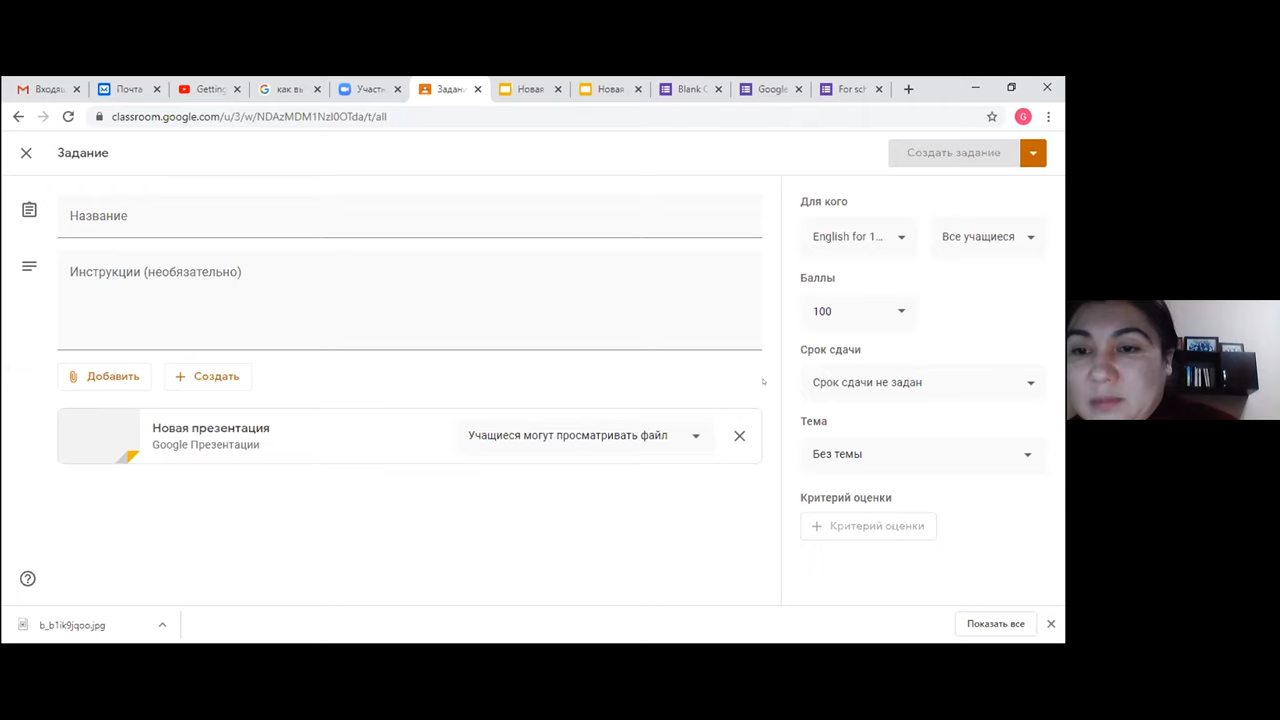 Входящ
Почта
Getting
как вы
Участн
Задани
Новая
Новая
Blank C
Google
For sch
classroom.google.com/u/3/w/NDAzMDM1NzI0OTda/t/all
G
Задание
Создать задание
Название
Инструкции (необязательно)
Добавить
Создать
Новая презентация
Google Презентации
Учащиеся могут просматривать файл
Для кого
English for 1...
Все учащиеся
Баллы
100
Срок сдачи
Срок сдачи не задан
Тема
Без темы
Критерий оценки
Критерий оценки
b_b1ik9jqoo.jpg
Показать все